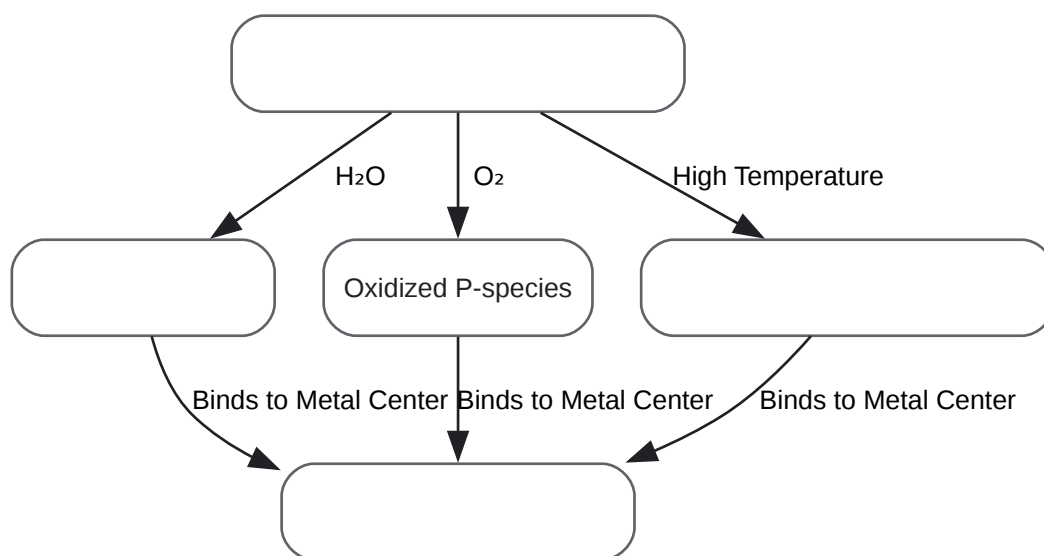 H₂O
O₂
High Temperature
Oxidized P-species
Binds to Metal Center
Binds to Metal Center
Binds to Metal Center